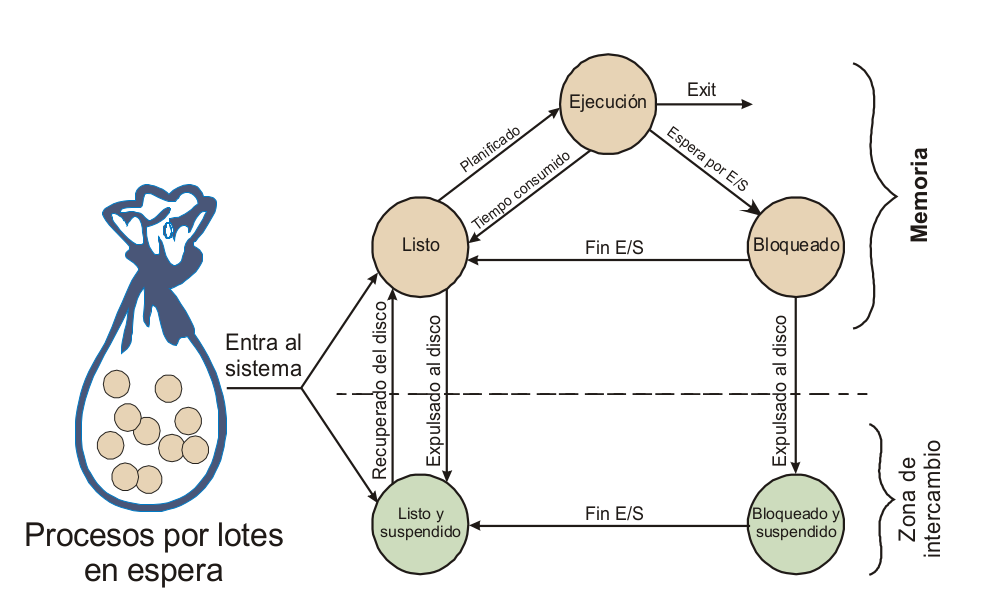 Ejecución
Exit
Planificado
Tiempo consumido
Espera por E/S
Listo
Bloqueado
Fin E/S
Memoria
Entra al
sistema
Recuperado del disco
Expulsado al disco
Expulsado al disco
Listo y
suspendido
Fin E/S
Bloqueado y
suspendido
Zona de
intercambio
Procesos por lotes
en espera